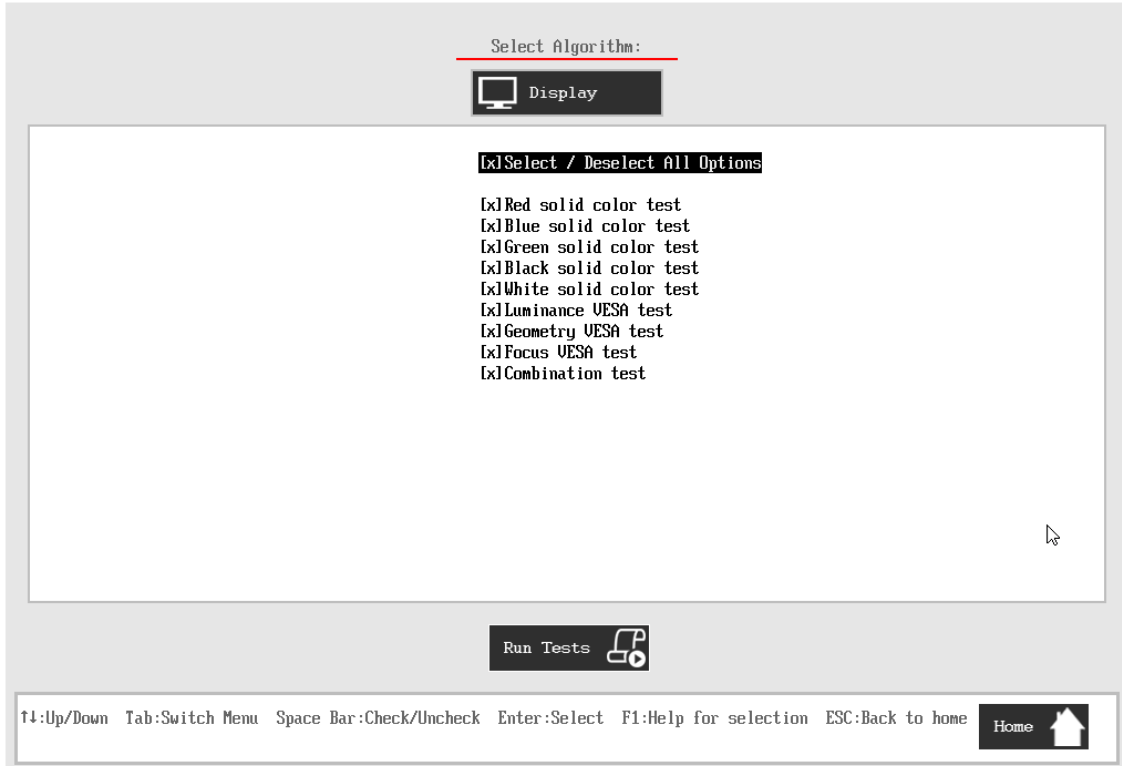 Select Algorithm:
Display
[x]Select / Deselect All Options
[x]Red solid color test
[x]Blue solid color test
[x]Green solid color test
[x]Black solid color test
[x]White solid color test
[x]Luminance VESA test
[x]Geometry VESA test
[x]Focus VESA test
[x]Combination test
Run Tests
↑↓:Up/Down Tab:Switch Menu Space Bar:Check/Uncheck Enter:Select F1:Help for selection ESC:Back to home Home